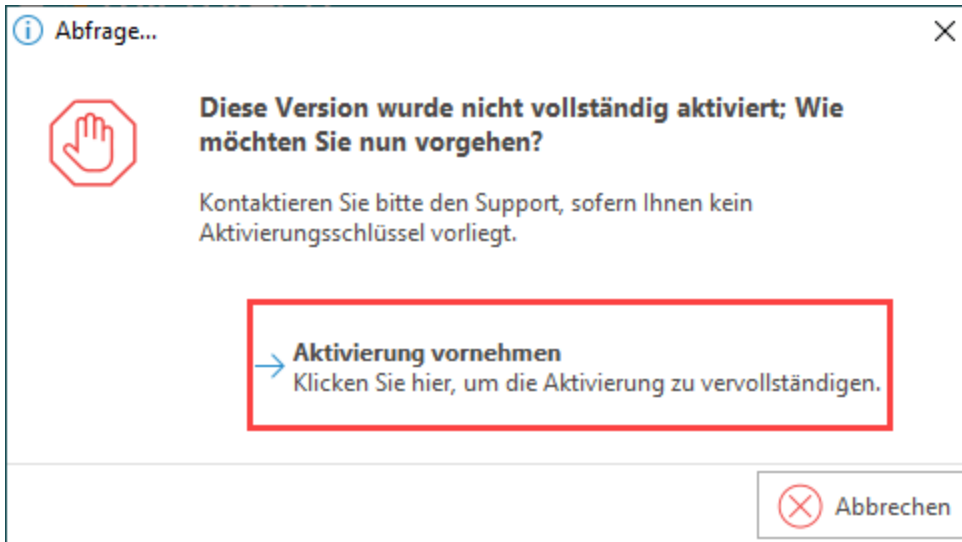 Abfrage...
Diese Version wurde nicht vollständig aktiviert; Wie
möchten Sie nun vorgehen?
Kontaktieren Sie bitte den Support, sofern Ihnen kein
Aktivierungsschlüssel vorliegt.
Aktivierung vornehmen
Klicken Sie hier, um die Aktivierung zu vervollständigen.
Abbrechen